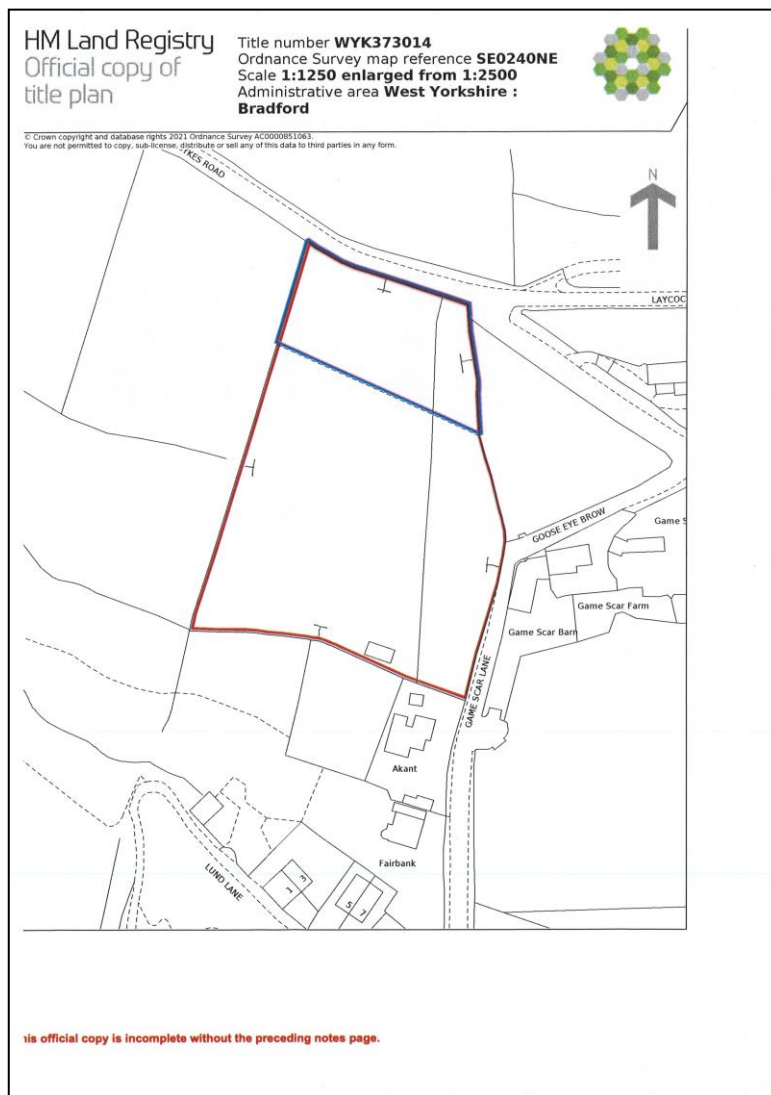 HM Land Registry
Official copy of
title plan
Title number WYK373014
Ordnance Survey map reference SE0240NE
Scale 1:1250 enlarged from 1:2500
Administrative area West Yorkshire :
Bradford
© Crown copyright and database rights 2021 Ordnance Survey AC0000851063.
You are not permitted to copy, sub-license, distribute or sell any of this data to third parties in any form.
YKES ROAD
N
LAYCOC
GOOSE EYE BROW
Game S
Game Scar Farm
Game Scar Barn
GAME SCAR LANE
Akant
Fairbank
LUND LANE
3
1
5
7
his official copy is incomplete without the preceding notes page.